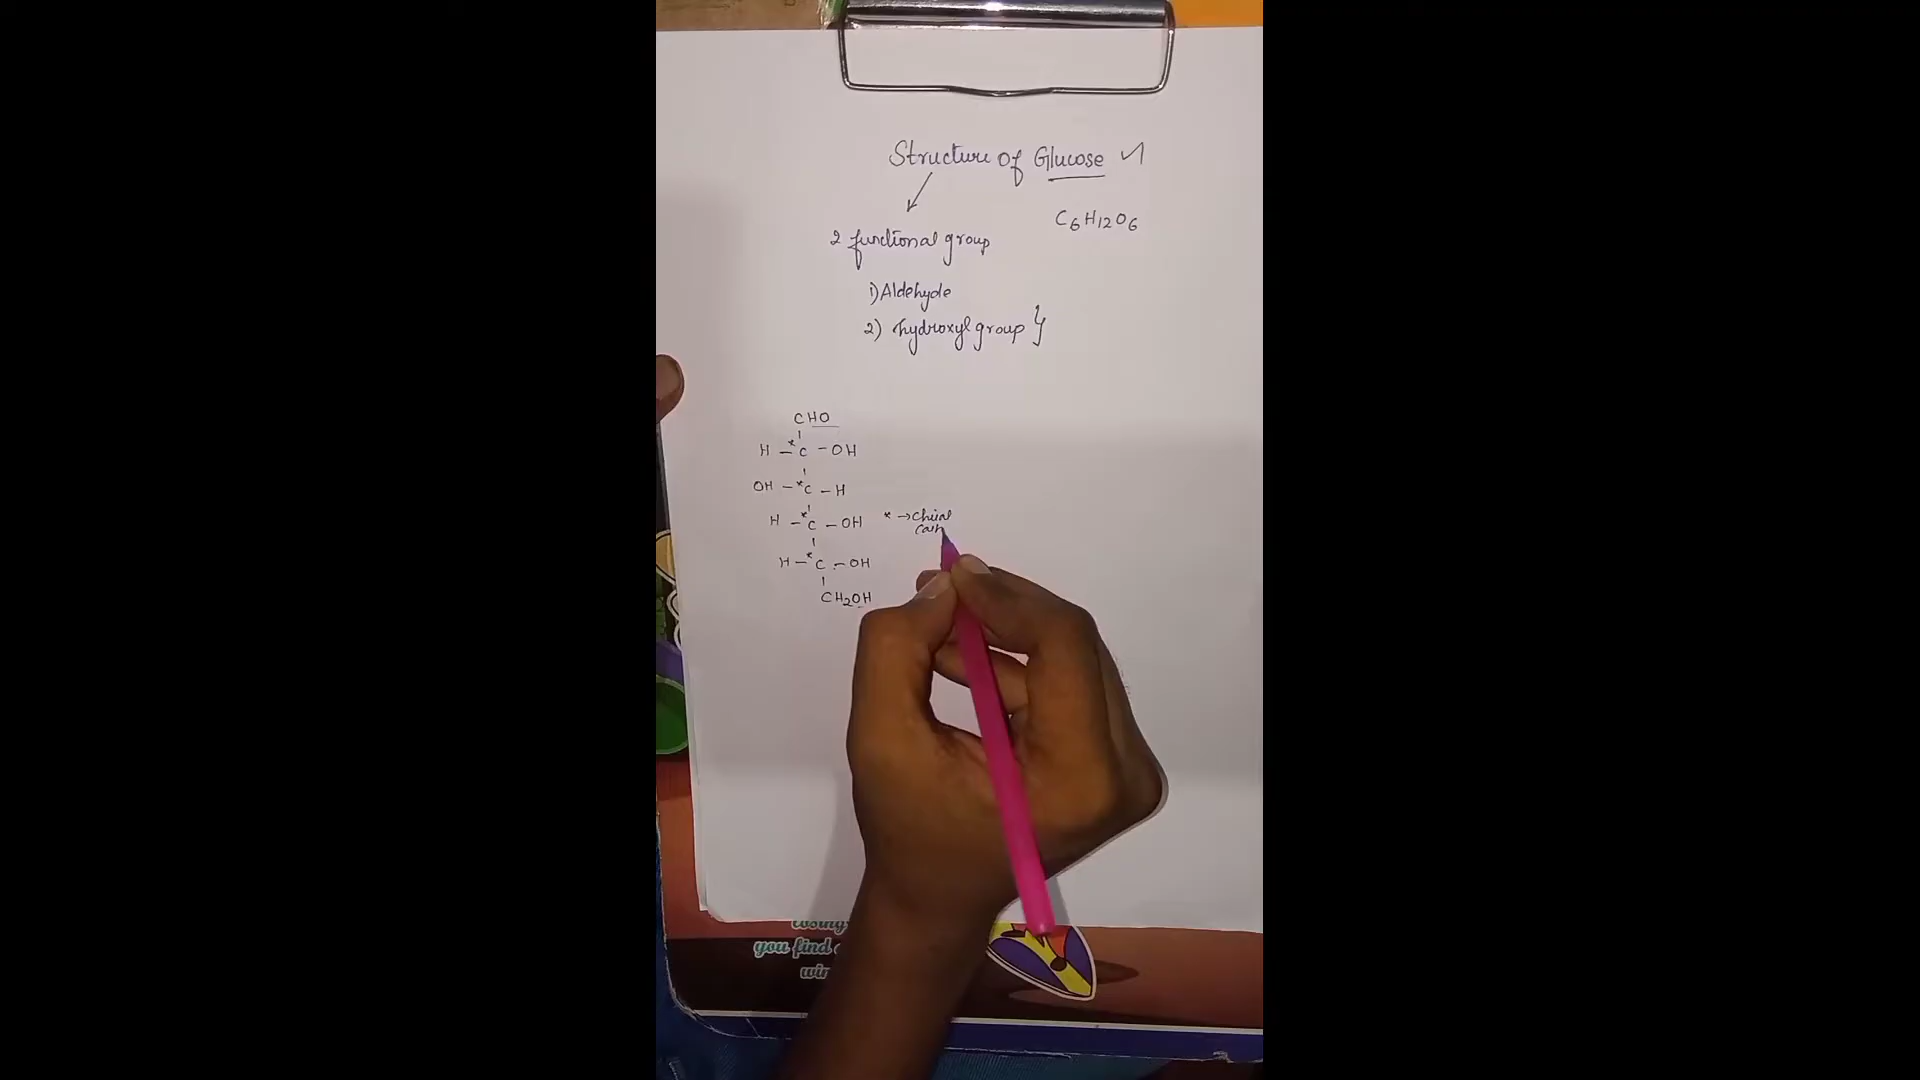 Structure of Glucose
C6H12O6
2 functional group
1) Aldehyde
2) hydroxyl group }
CHO
H - *C - OH
OH - *C - H
H - *C - OH
* → Chiral
H - *C - OH
CH2OH
you find